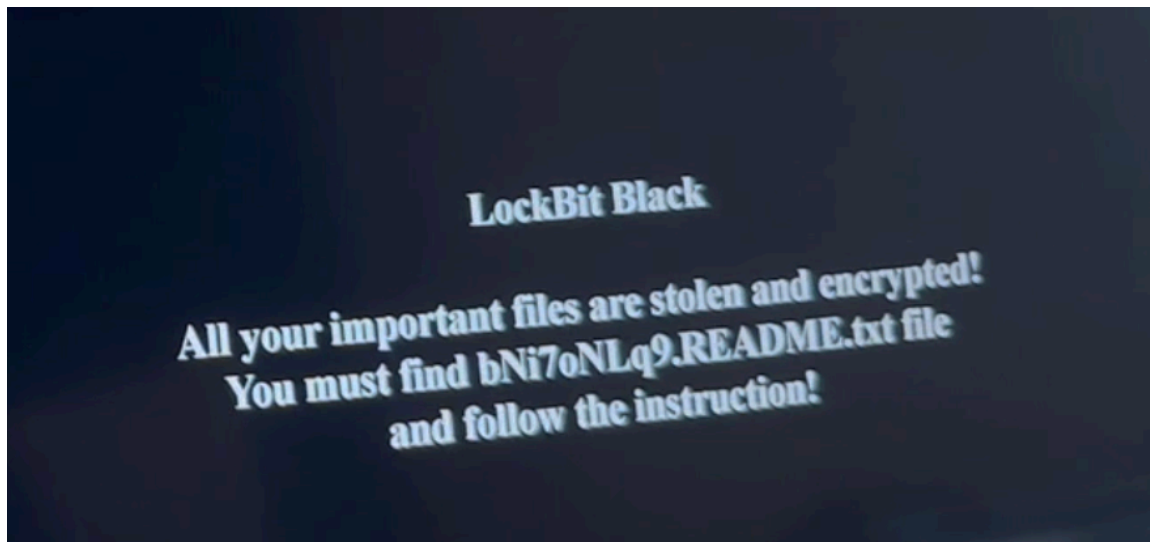 LockBit Black
All your important files are stolen and encrypted!
You must find bNi7oNLq9.README.txt file
and follow the instruction!